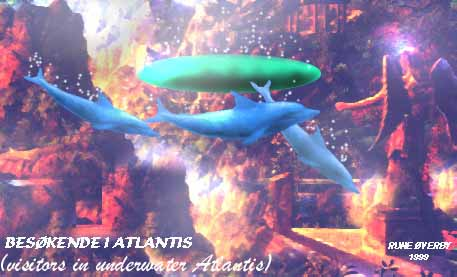 BESØKENDE I ATLANTIS
(visitors in underwater Atlantis)
RUNE ØVERBY
1999